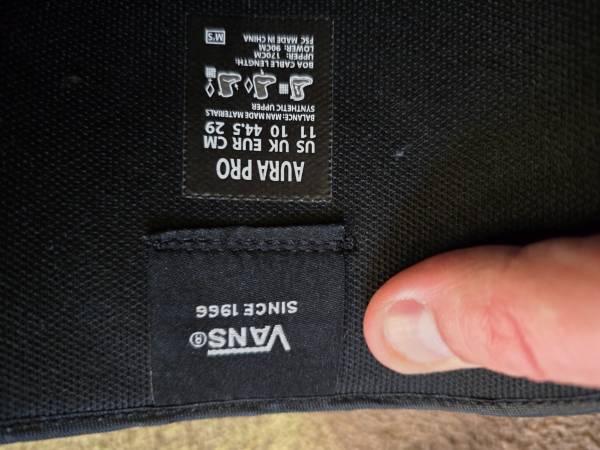 AURA PRO
US UK EUR CM
11 10 44.5 29
BALANCE: MAN MADE MATERIALS
SYNTHETIC UPPER
BOA CABLE LENGTH:
UPPER: 170CM
LOWER: 90CM
FSC MADE IN CHINA
M'S
VANS®
SINCE 1966